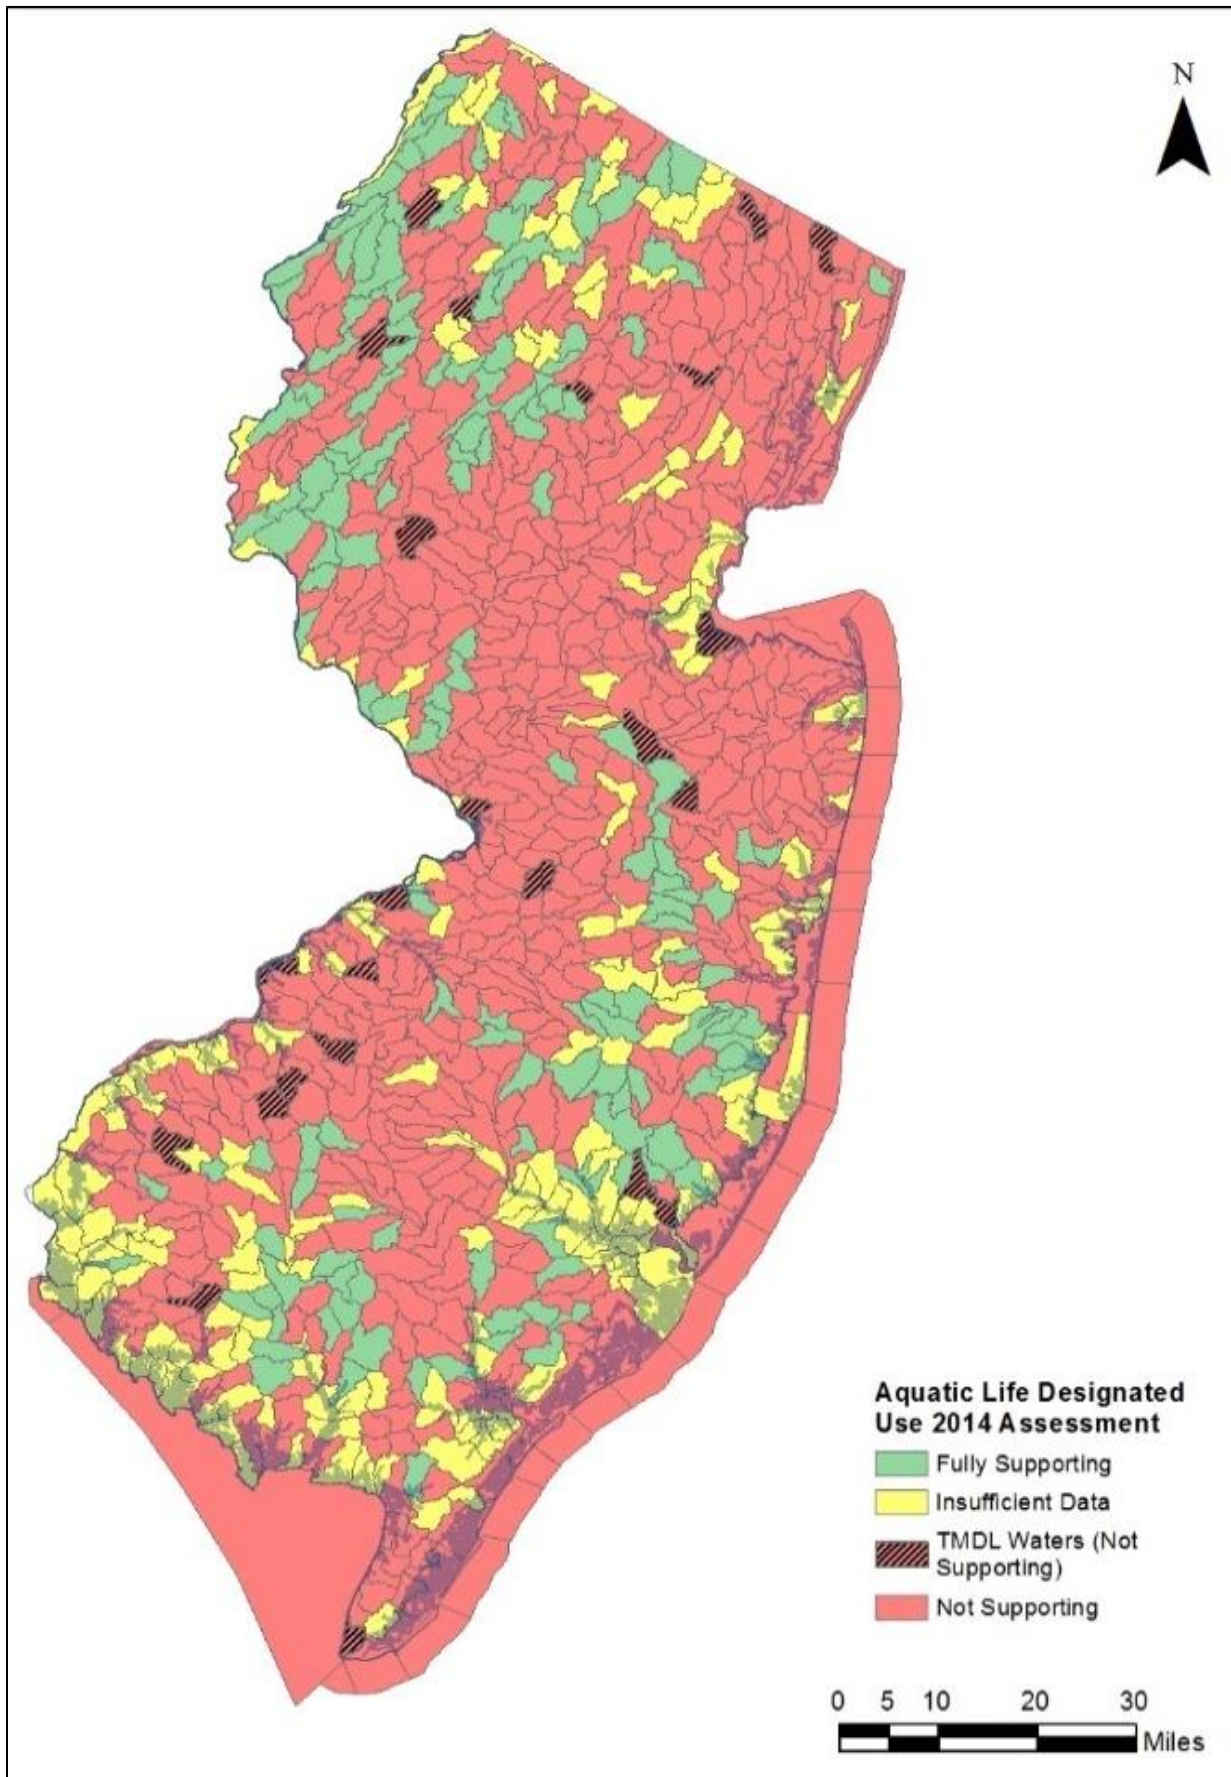 N
Aquatic Life Designated
Use 2014 Assessment
Fully Supporting
Insufficient Data
TMDL Waters (Not
Supporting)
Not Supporting
0 5 10 20 30
Miles